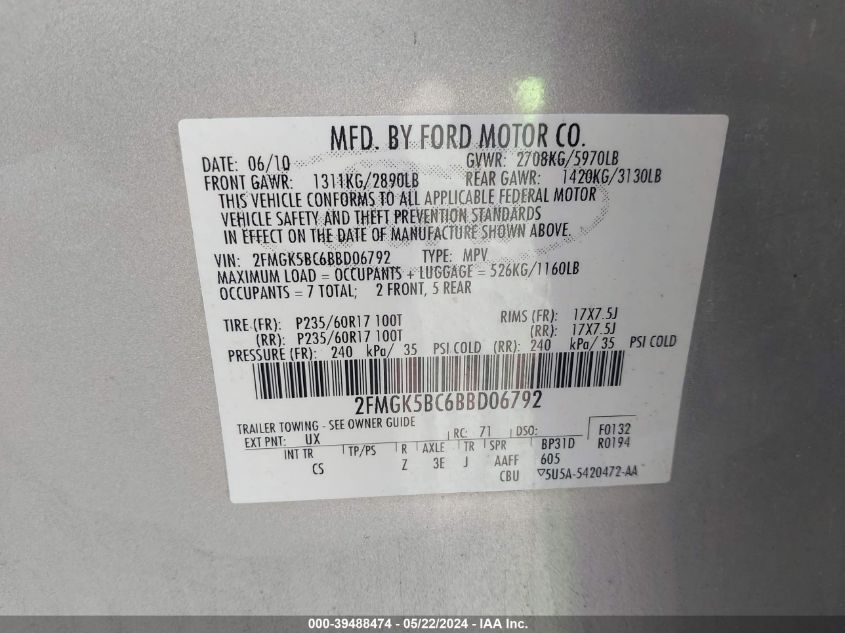 MFD. BY FORD MOTOR CO.
DATE: 06/10 GVWR: 2708KG/5970LB
FRONT GAWR: 1311KG/2890LB REAR GAWR: 1420KG/3130LB
THIS VEHICLE CONFORMS TO ALL APPLICABLE FEDERAL MOTOR
VEHICLE SAFETY AND THEFT PREVENTION STANDARDS
IN EFFECT ON THE DATE OF MANUFACTURE SHOWN ABOVE.
VIN: 2FMGK5BC6BBD06792 TYPE: MPV
MAXIMUM LOAD = OCCUPANTS + LUGGAGE = 526KG/1160LB
OCCUPANTS = 7 TOTAL; 2 FRONT, 5 REAR
TIRE (FR): P235/60R17 100T RIMS (FR): 17X7.5J
(RR): P235/60R17 100T (RR): 17X7.5J
PRESSURE (FR): 240 kPa/ 35 PSI COLD (RR): 240 kPa/ 35 PSI COLD
2FMGK5BC6BBD06792
TRAILER TOWING - SEE OWNER GUIDE
EXT PNT: UX RC: 71 DSO: F0132
INT TR TP/PS R AXLE TR SPR BP31D R0194
CS Z 3E J AAFF 605
CBU 5U5A-5420472-AA
000-39488474 - 05/22/2024 - IAA Inc.